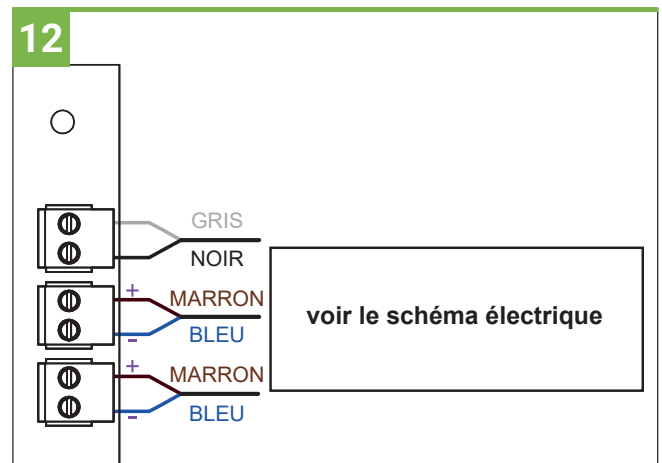 12
GRIS
NOIR
+ MARRON
- BLEU
+ MARRON
- BLEU
voir le schéma électrique